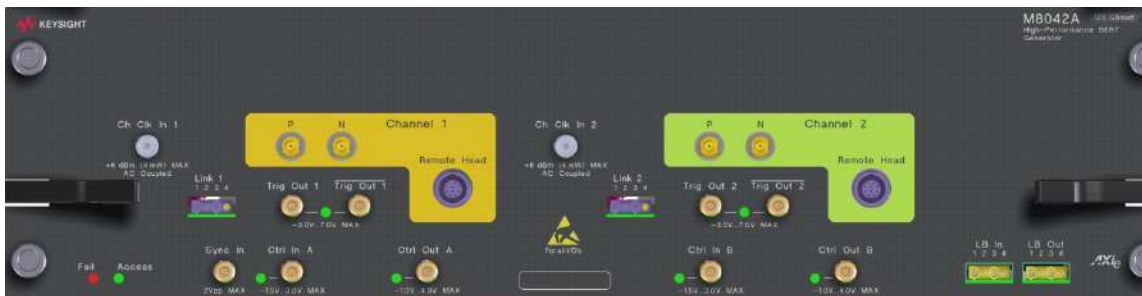 KEYSIGHT
M8042A
High-Performance BERT
Generator
Ch Clk In 1
+6 dBm (4 mW) MAX
AC Coupled
P N Channel 1
Remote Head
Link 1
1 2 3 4
Trig Out 1 Trig Out 1
-3.0V..7.0V MAX
Ch Clk In 2
+6 dBm (4 mW) MAX
AC Coupled
P N Channel 2
Remote Head
Link 2
1 2 3 4
Trig Out 2 Trig Out 2
-3.0V..7.0V MAX
Fail Access
Sync In
2Vpp MAX
Ctrl In A
-15V..3.0V MAX
Ctrl Out A
-10V..4.0V MAX
For all I/Os
Ctrl In B
-15V..3.0V MAX
Ctrl Out B
-10V..4.0V MAX
LB In
1 2 3 4
LB Out
1 2 3 4
AXIe